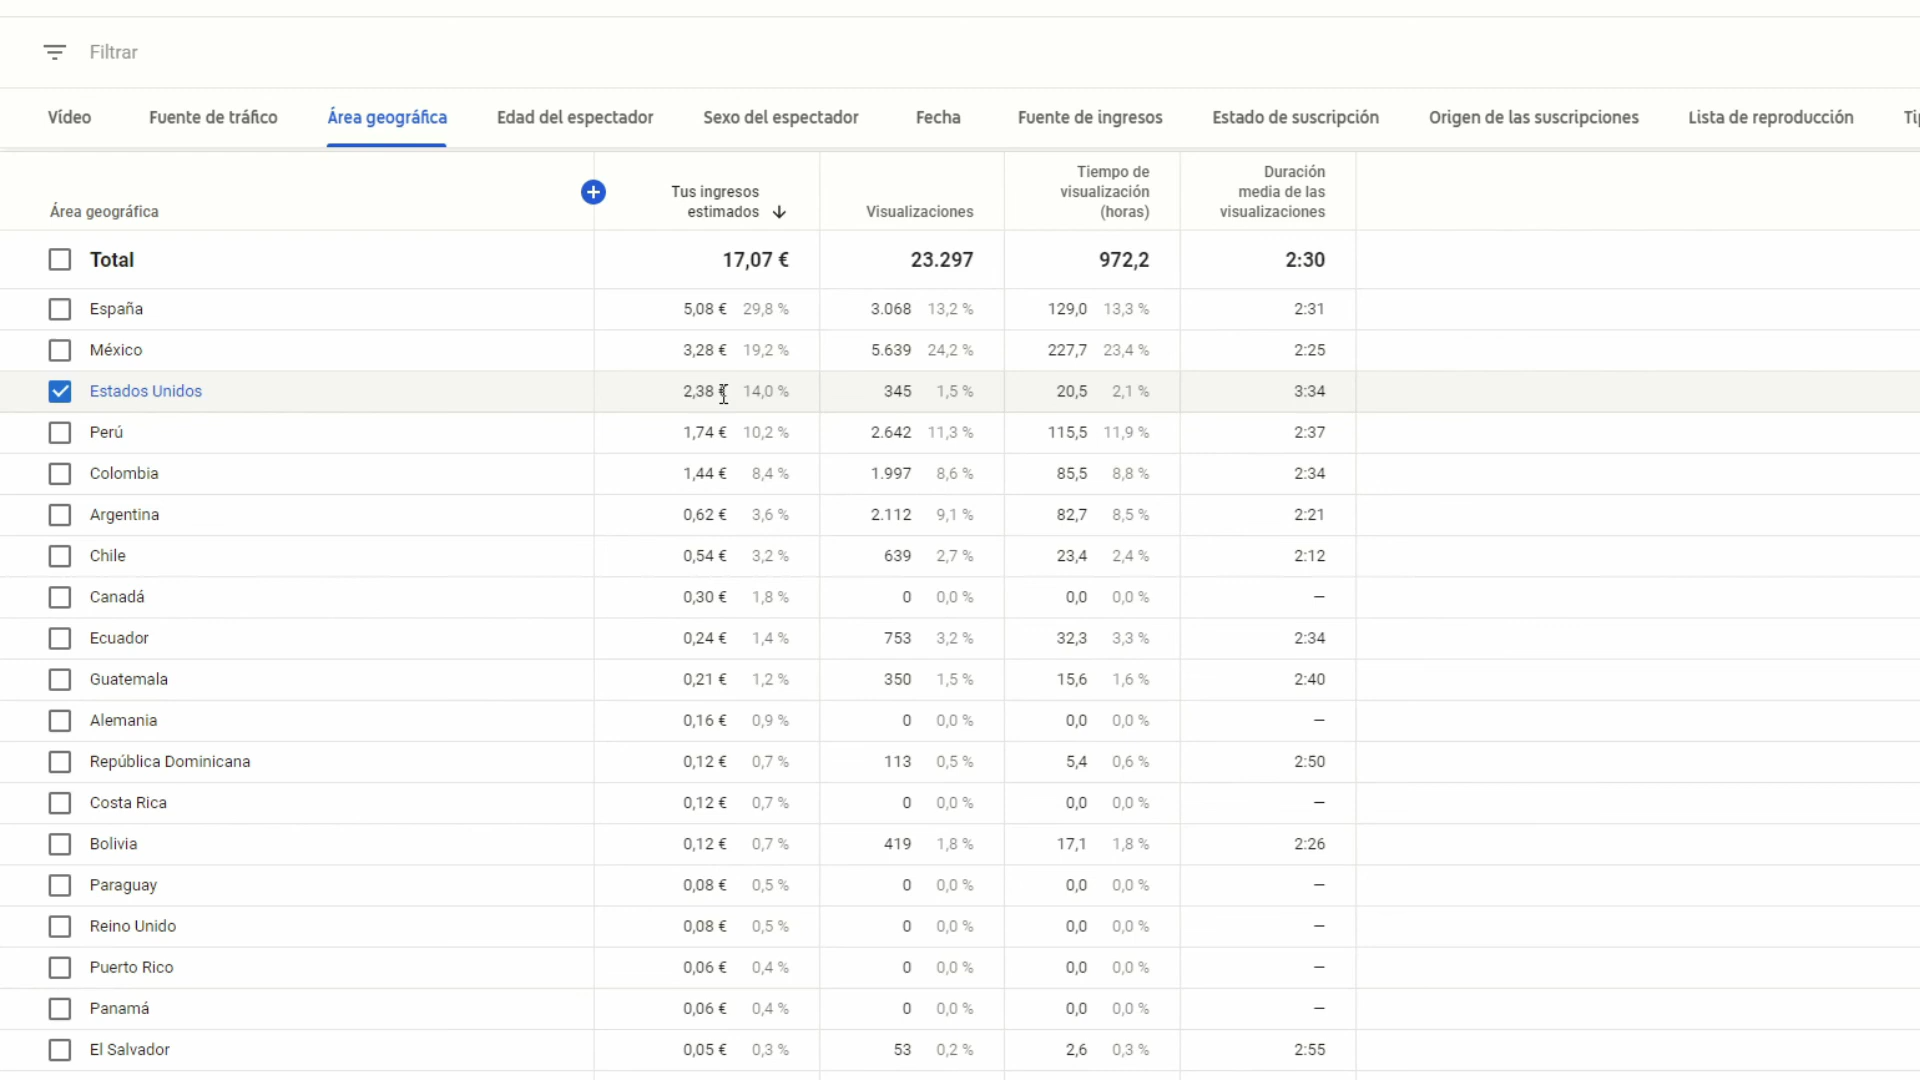 Filtrar
Vídeo Fuente de tráfico Área geográfica Edad del espectador Sexo del espectador Fecha Fuente de ingresos Estado de suscripción Origen de las suscripciones Lista de reproducción
Área geográfica Tus ingresos estimados Visualizaciones Tiempo de visualización (horas) Duración media de las visualizaciones
Total 17,07 € 23.297 972,2 2:30
España 5,08 € 29,8 % 3.068 13,2 % 129,0 13,3 % 2:31
México 3,28 € 19,2 % 5.639 24,2 % 227,7 23,4 % 2:25
Estados Unidos 2,38 € 14,0 % 345 1,5 % 20,5 2,1 % 3:34
Perú 1,74 € 10,2 % 2.642 11,3 % 115,5 11,9 % 2:37
Colombia 1,44 € 8,4 % 1.997 8,6 % 85,5 8,8 % 2:34
Argentina 0,62 € 3,6 % 2.112 9,1 % 82,7 8,5 % 2:21
Chile 0,54 € 3,2 % 639 2,7 % 23,4 2,4 % 2:12
Canadá 0,30 € 1,8 % 0 0,0 % 0,0 0,0 % –
Ecuador 0,24 € 1,4 % 753 3,2 % 32,3 3,3 % 2:34
Guatemala 0,21 € 1,2 % 350 1,5 % 15,6 1,6 % 2:40
Alemania 0,16 € 0,9 % 0 0,0 % 0,0 0,0 % –
República Dominicana 0,12 € 0,7 % 113 0,5 % 5,4 0,6 % 2:50
Costa Rica 0,12 € 0,7 % 0 0,0 % 0,0 0,0 % –
Bolivia 0,12 € 0,7 % 419 1,8 % 17,1 1,8 % 2:26
Paraguay 0,08 € 0,5 % 0 0,0 % 0,0 0,0 % –
Reino Unido 0,08 € 0,5 % 0 0,0 % 0,0 0,0 % –
Puerto Rico 0,06 € 0,4 % 0 0,0 % 0,0 0,0 % –
Panamá 0,06 € 0,4 % 0 0,0 % 0,0 0,0 % –
El Salvador 0,05 € 0,3 % 53 0,2 % 2,6 0,3 % 2:55